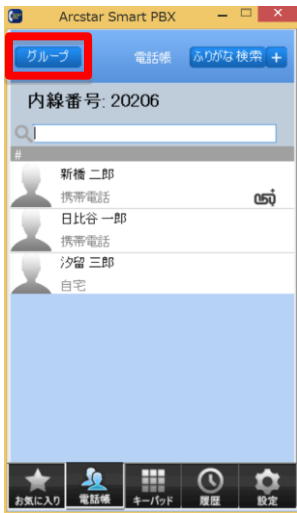 Arcstar Smart PBX
グループ 電話帳 ふりがな検索 +
内線番号: 20206
#
新橋 二郎
携帯電話
日比谷 一郎
携帯電話
汐留 三郎
自宅
お気に入り 電話帳 キーパッド 履歴 設定